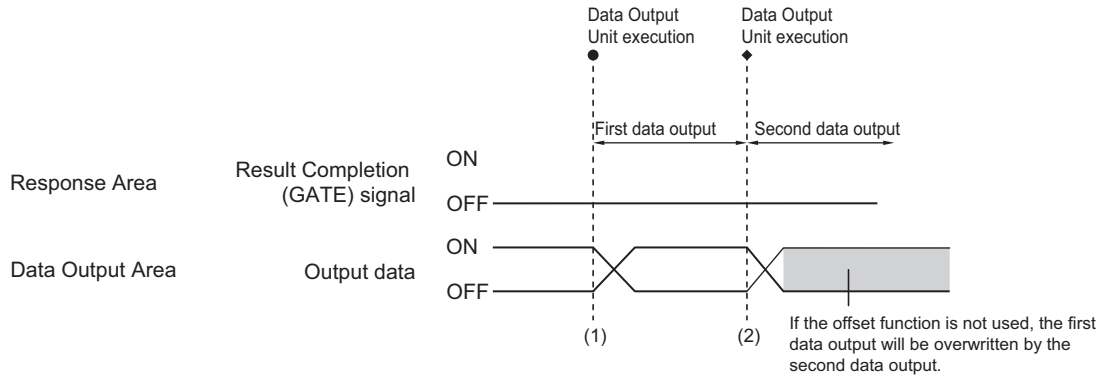 Data Output
Unit execution
Data Output
Unit execution
First data output
Second data output
Response Area
Result Completion
(GATE) signal
ON
OFF
Data Output Area
Output data
ON
OFF
(1)
(2)
If the offset function is not used, the first
data output will be overwritten by the
second data output.